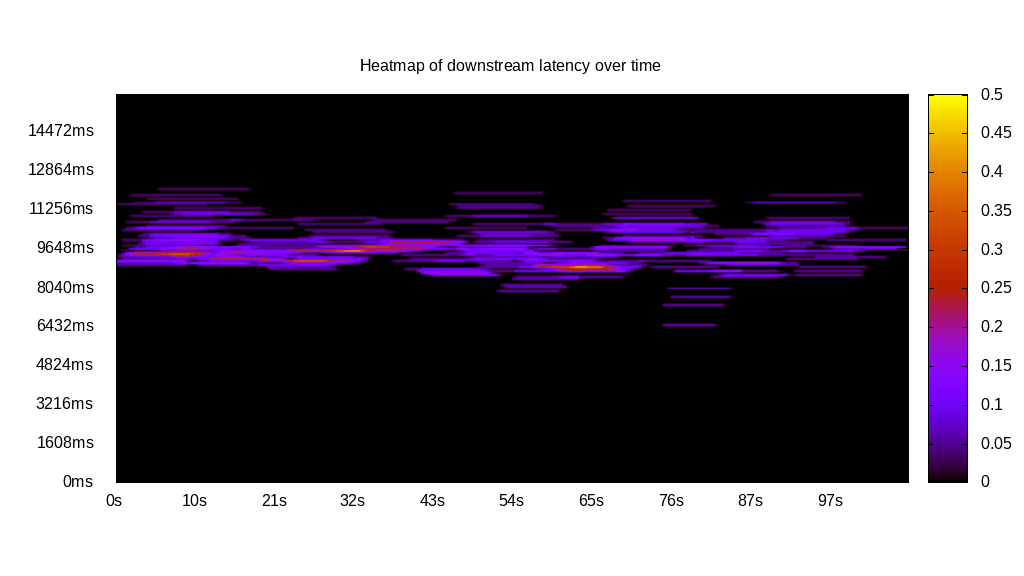 Heatmap of downstream latency over time
14472ms
12864ms
11256ms
9648ms
8040ms
6432ms
4824ms
3216ms
1608ms
0ms
0s 10s 21s 32s 43s 54s 65s 76s 87s 97s
0.5
0.45
0.4
0.35
0.3
0.25
0.2
0.15
0.1
0.05
0